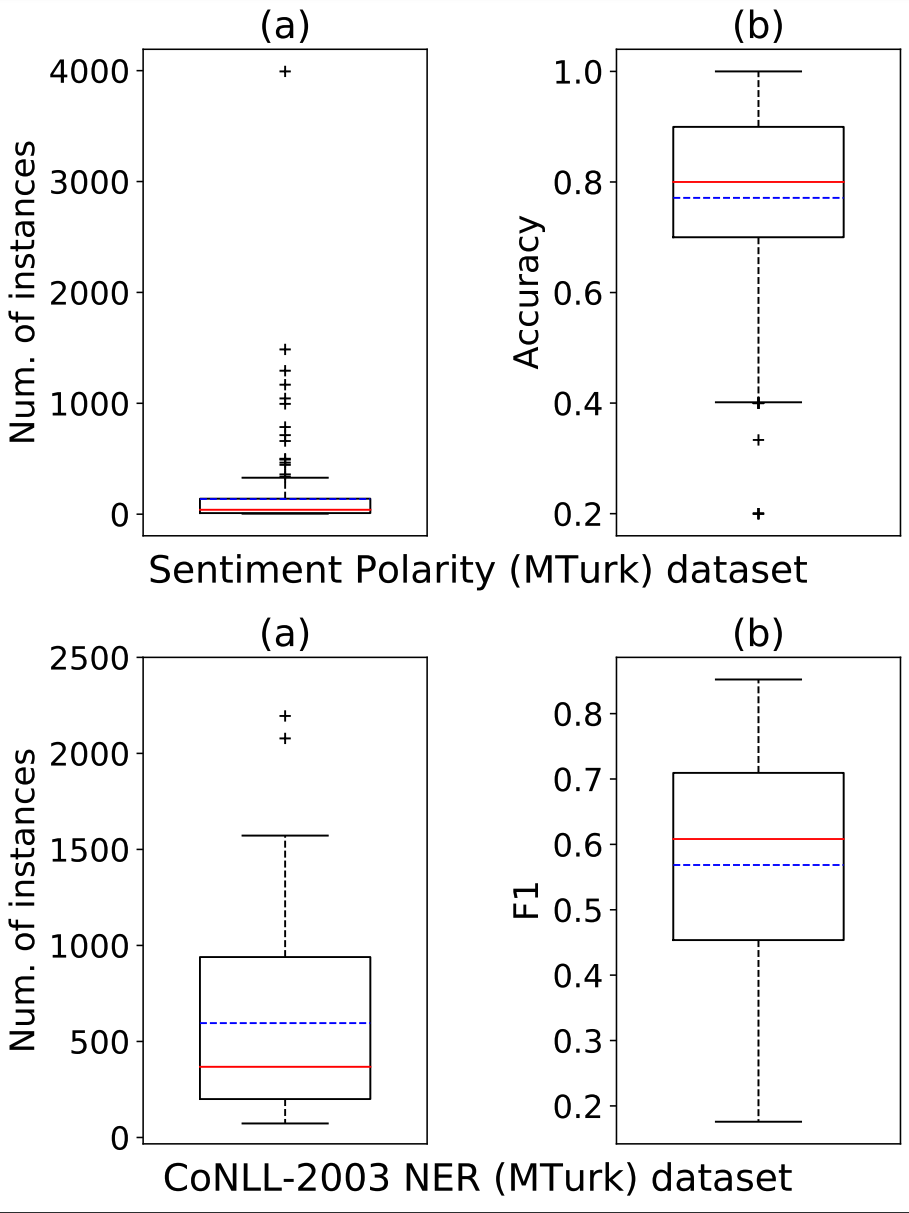 (a)
Num. of instances
4000
3000
2000
1000
0
(b)
Accuracy
1.0
0.8
0.6
0.4
0.2
Sentiment Polarity (MTurk) dataset
(a)
Num. of instances
2500
2000
1500
1000
500
0
(b)
F1
0.8
0.7
0.6
0.5
0.4
0.3
0.2
CoNLL-2003 NER (MTurk) dataset